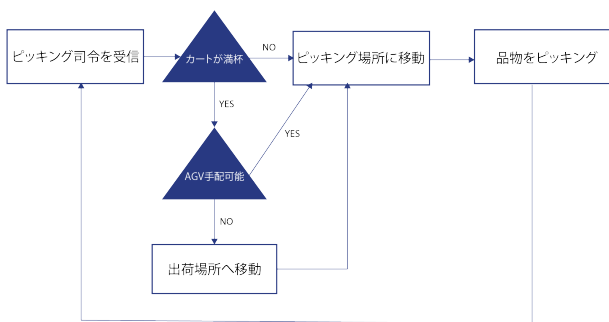 ピッキング司令を受信
カートが満杯
NO
ピッキング場所に移動
品物をピッキング
YES
AGV手配可能
YES
NO
出荷場所へ移動